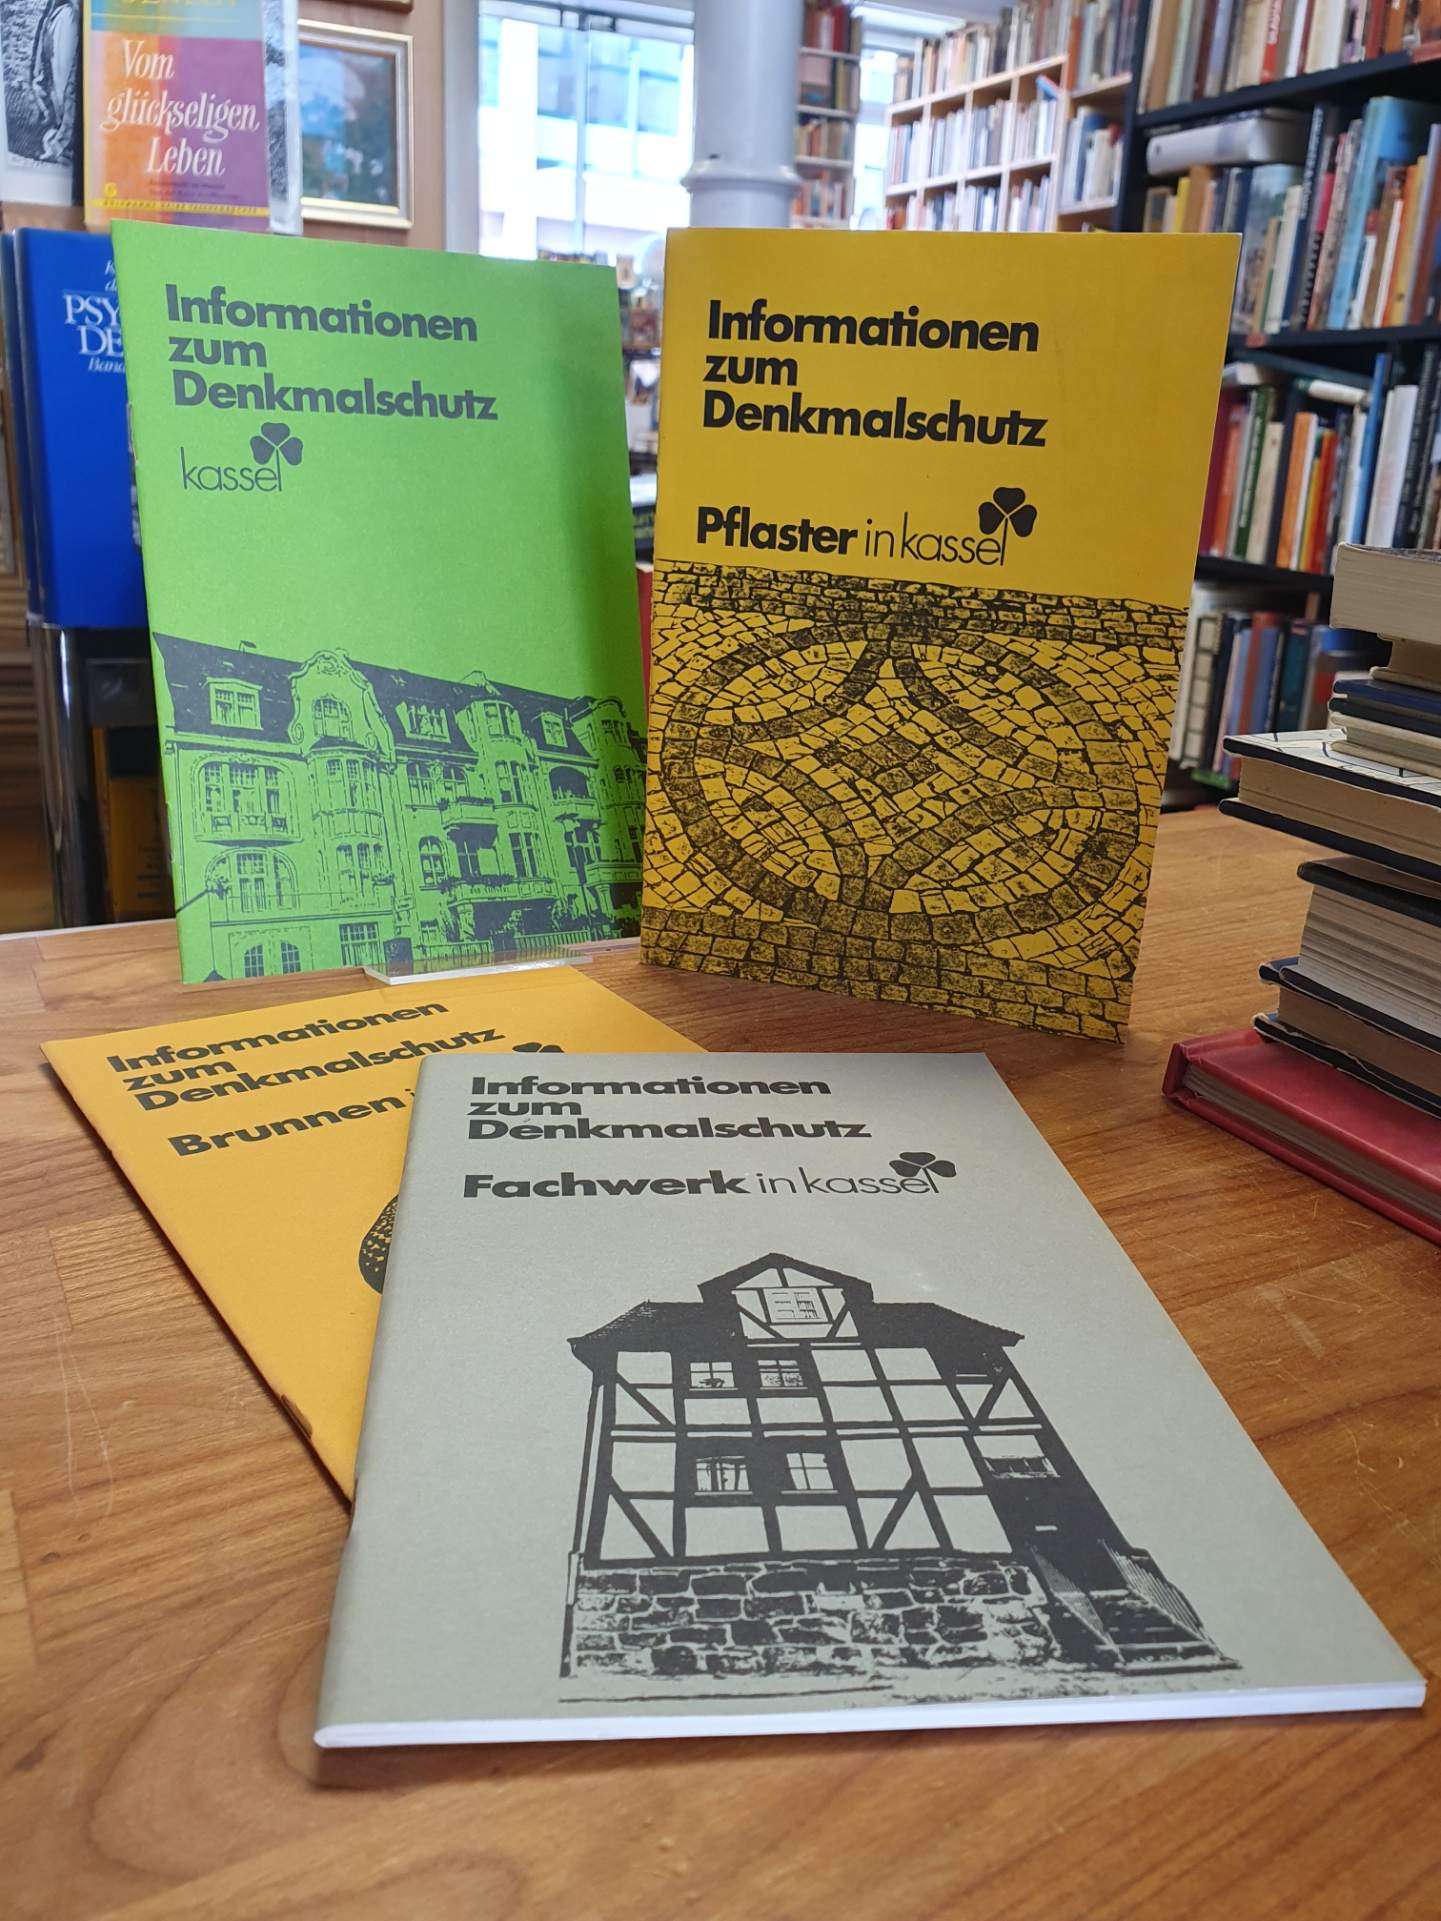 Vom
glückseligen
Leben
PSY
DE
Band
Informationen
zum
Denkmalschutz
kassel
Informationen
zum
Denkmalschutz
Pflaster in kassel
Informationen
zum
Denkmalschutz
Brunnen
Informationen
zum
Denkmalschutz
Fachwerk in kassel